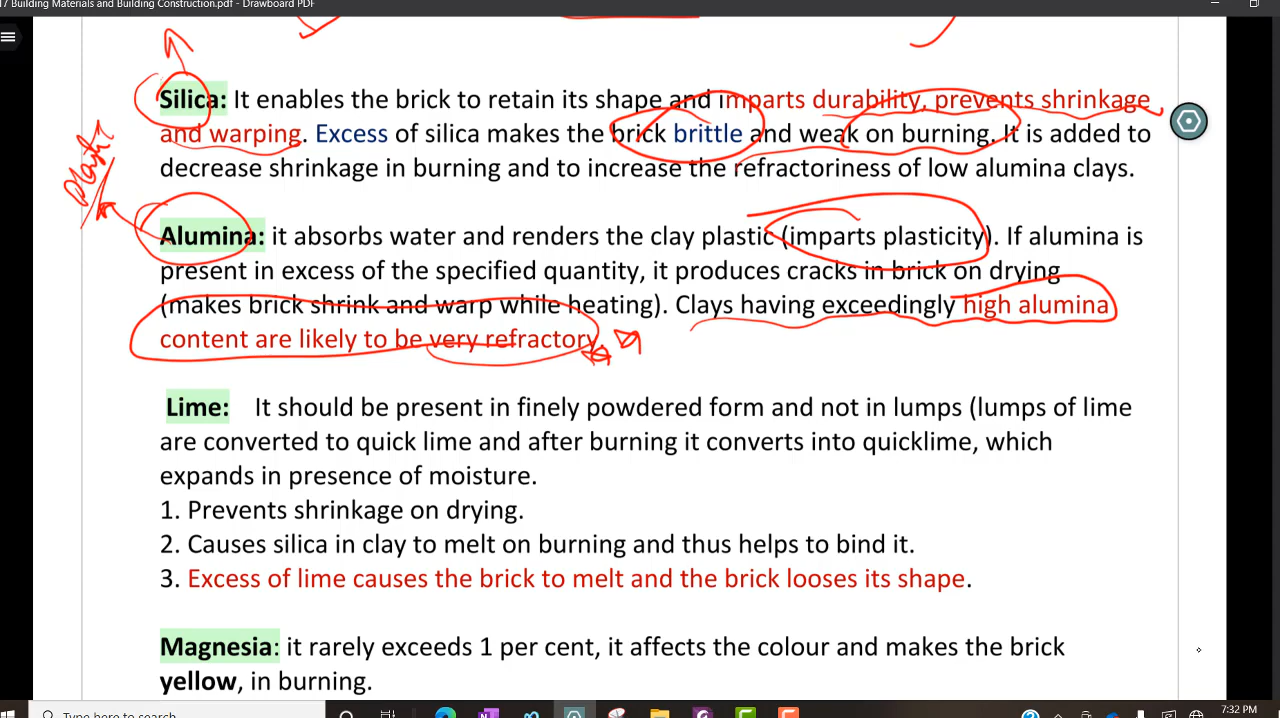 17 Building Materials and Building Construction.pdf - Drawboard PDF
Silica: It enables the brick to retain its shape and imparts durability, prevents shrinkage
and warping. Excess of silica makes the brick brittle and weak on burning. It is added to
decrease shrinkage in burning and to increase the refractoriness of low alumina clays.
Plastic
Alumina: it absorbs water and renders the clay plastic (imparts plasticity). If alumina is
present in excess of the specified quantity, it produces cracks in brick on drying
(makes brick shrink and warp while heating). Clays having exceedingly high alumina
content are likely to be very refractory.
Lime: It should be present in finely powdered form and not in lumps (lumps of lime
are converted to quick lime and after burning it converts into quicklime, which
expands in presence of moisture.
1. Prevents shrinkage on drying.
2. Causes silica in clay to melt on burning and thus helps to bind it.
3. Excess of lime causes the brick to melt and the brick looses its shape.
Magnesia: it rarely exceeds 1 per cent, it affects the colour and makes the brick
yellow, in burning.
Type here to search
7:32 PM